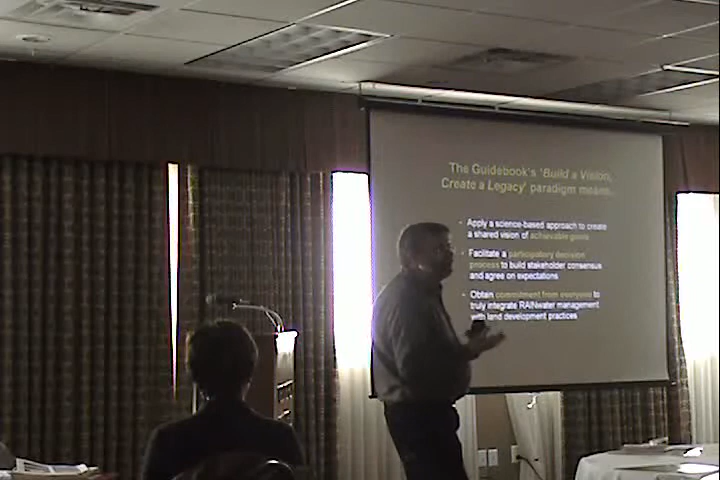 The Guidebook's 'Build a Vision,
Create a Legacy' paradigm means...
- Apply a science-based approach to create
a shared vision of achievable goals
- Facilitate a participatory decision
process to build stakeholder consensus
and agree on expectations
- Obtain commitment from everyone to
truly integrate RAINwater management
with land development practices